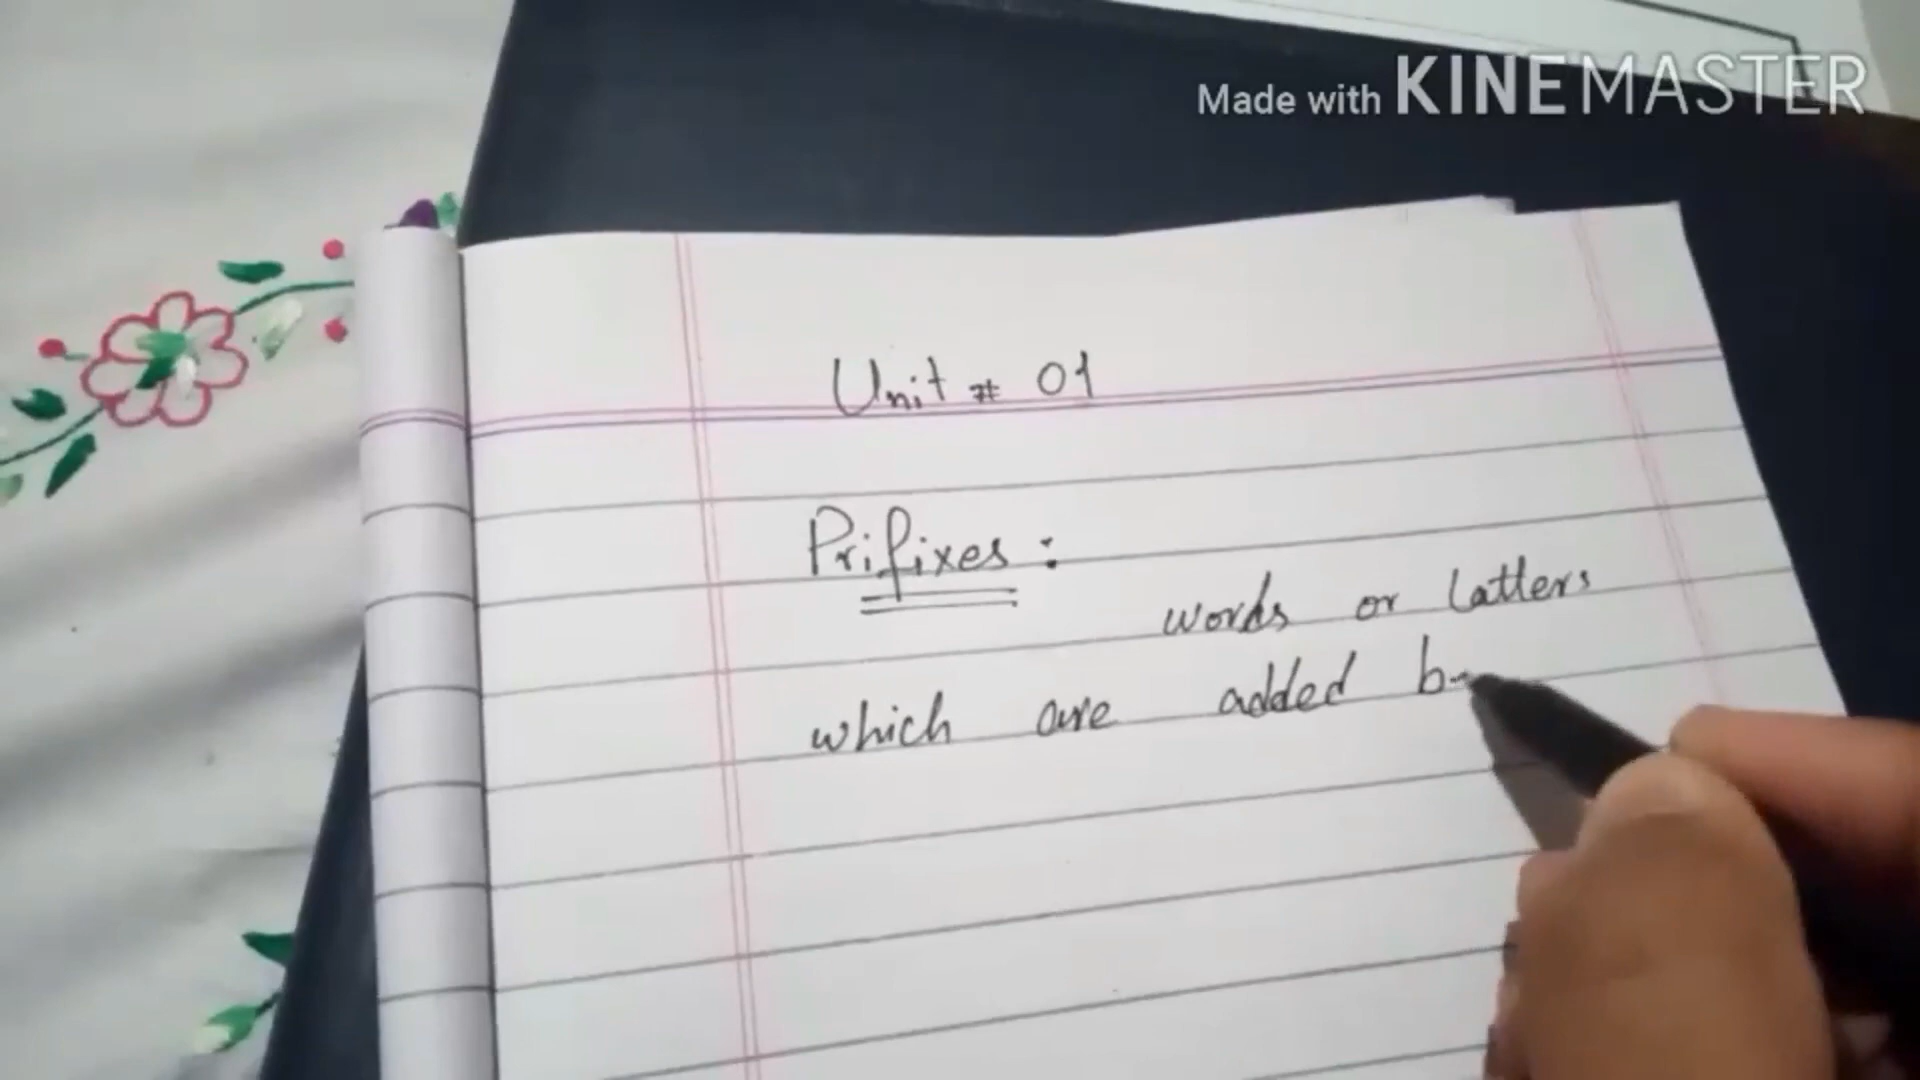 Made with KINEMASTER
Unit # 01
Prifixes :
words or latters
which are added